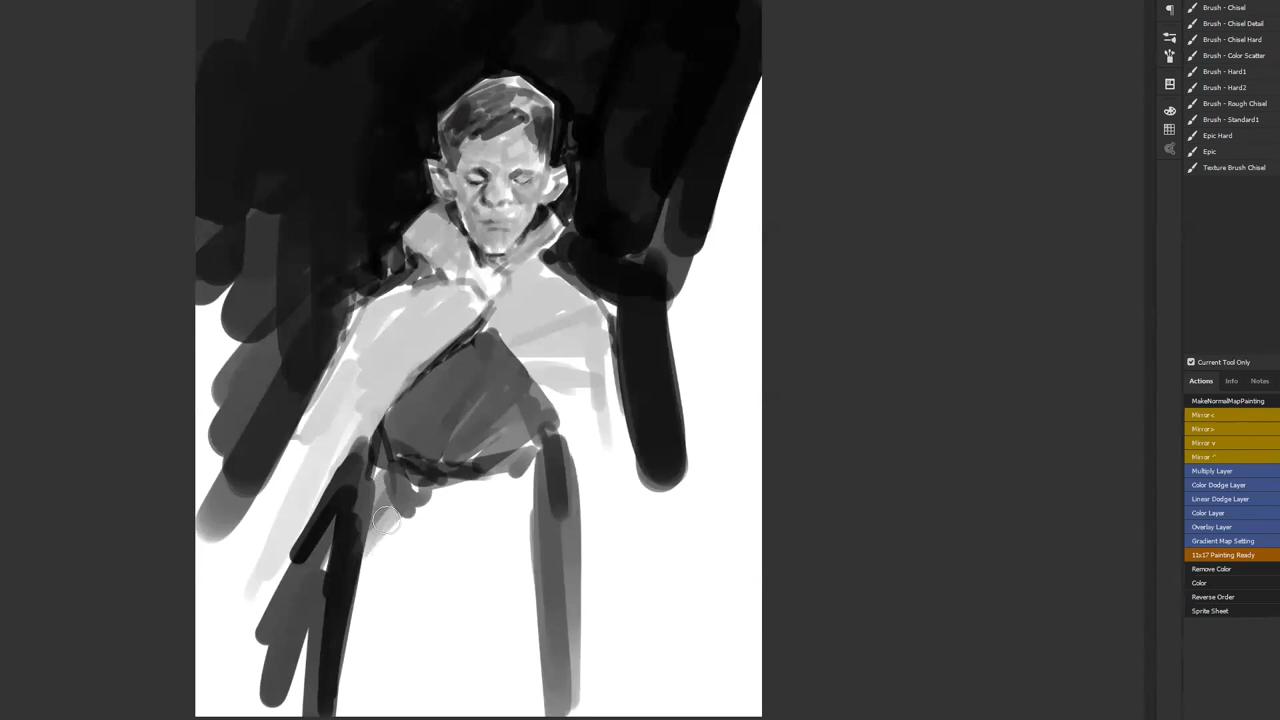 Brush - Chisel
Brush - Chisel Detail
Brush - Chisel Hard
Brush - Color Scatter
Brush - Hard1
Brush - Hard2
Brush - Rough Chisel
Brush - Standard1
Epic Hard
Epic
Texture Brush Chisel
Current Tool Only
Actions Info Notes
MakeNormalMapPainting
Mirror <
Mirror >
Mirror v
Mirror ^
Multiply Layer
Color Dodge Layer
Linear Dodge Layer
Color Layer
Overlay Layer
Gradient Map Setting
11x17 Painting Ready
Remove Color
Color
Reverse Order
Sprite Sheet